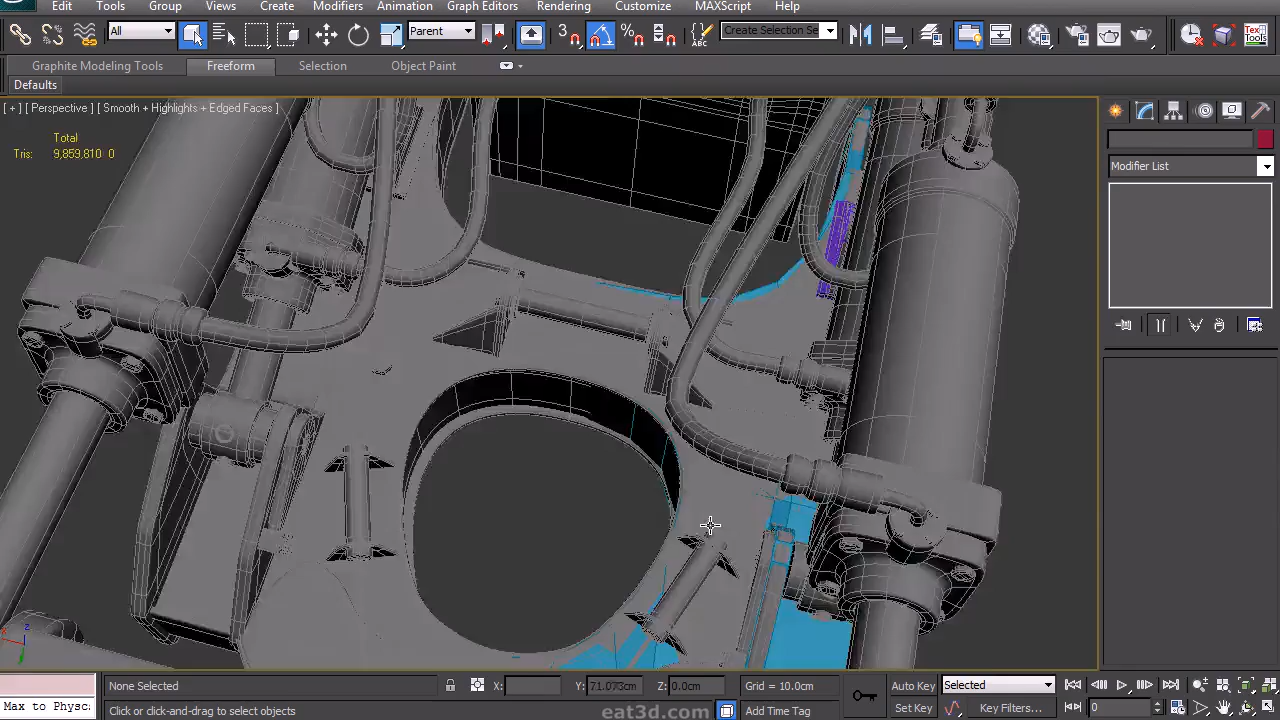 Edit Tools Group Views Create Modifiers Animation Graph Editors Rendering Customize MAXScript Help
All Parent 3 Create Selection Se Text Tools
Graphite Modeling Tools Freeform Selection Object Paint
Defaults
[ + ] [ Perspective ] [ Smooth + Highlights + Edged Faces ]
Total
Tris: 9,859,810 0
Modifier List
z
Max to Physc
None Selected X: Y: 71.073cm Z: 0.0cm Grid = 10.0cm Auto Key Selected
Click or click-and-drag to select objects Add Time Tag Set Key Key Filters... 0
eat3d.com